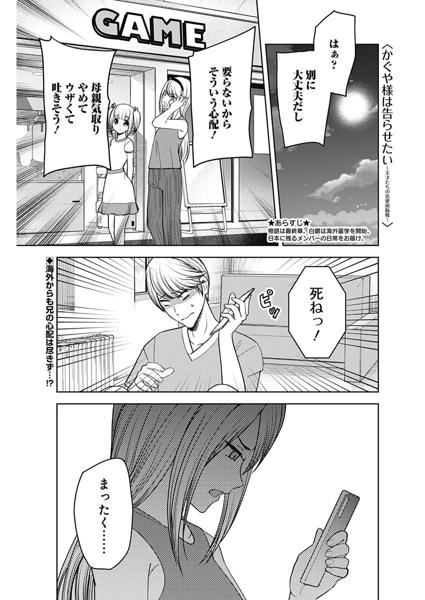 〈かぐや様は告らせたい
～天才たちの恋愛頭脳戦～〉
はぁ？
別に
大丈夫だし
GAME
要らないから
そういう心配！
母親気取り
やめて
ウザくて
吐きそう！
★あらすじ★
物語は最終章、白銀は海外留学を開始。
日本に残るメンバーの日常をお届け。
死ねっ！
ピッ
◆海外からも兄の心配は尽きず…!?
まったく……